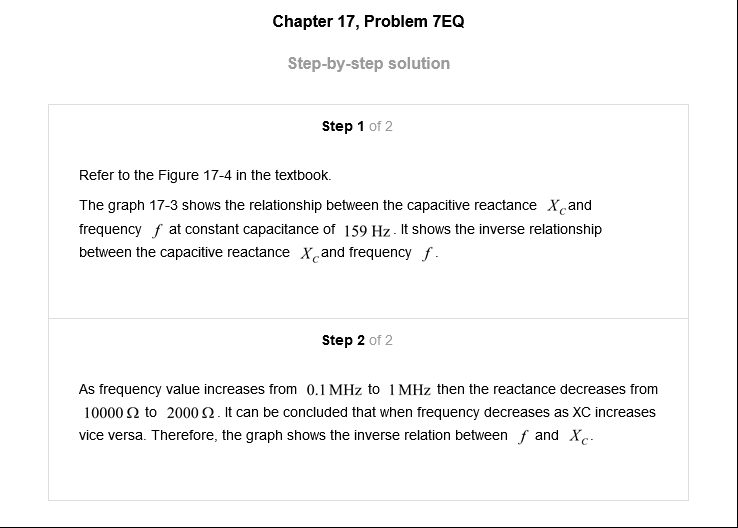 Chapter 17, Problem 7EQ
Step-by-step solution
Step 1 of 2
Refer to the Figure 17-4 in the textbook.
The graph 17-3 shows the relationship between the capacitive reactance X_C and
frequency f at constant capacitance of 159 Hz. It shows the inverse relationship
between the capacitive reactance X_C and frequency f.
Step 2 of 2
As frequency value increases from 0.1 MHz to 1 MHz then the reactance decreases from
10000 Ω to 2000 Ω. It can be concluded that when frequency decreases as XC increases
vice versa. Therefore, the graph shows the inverse relation between f and X_C.